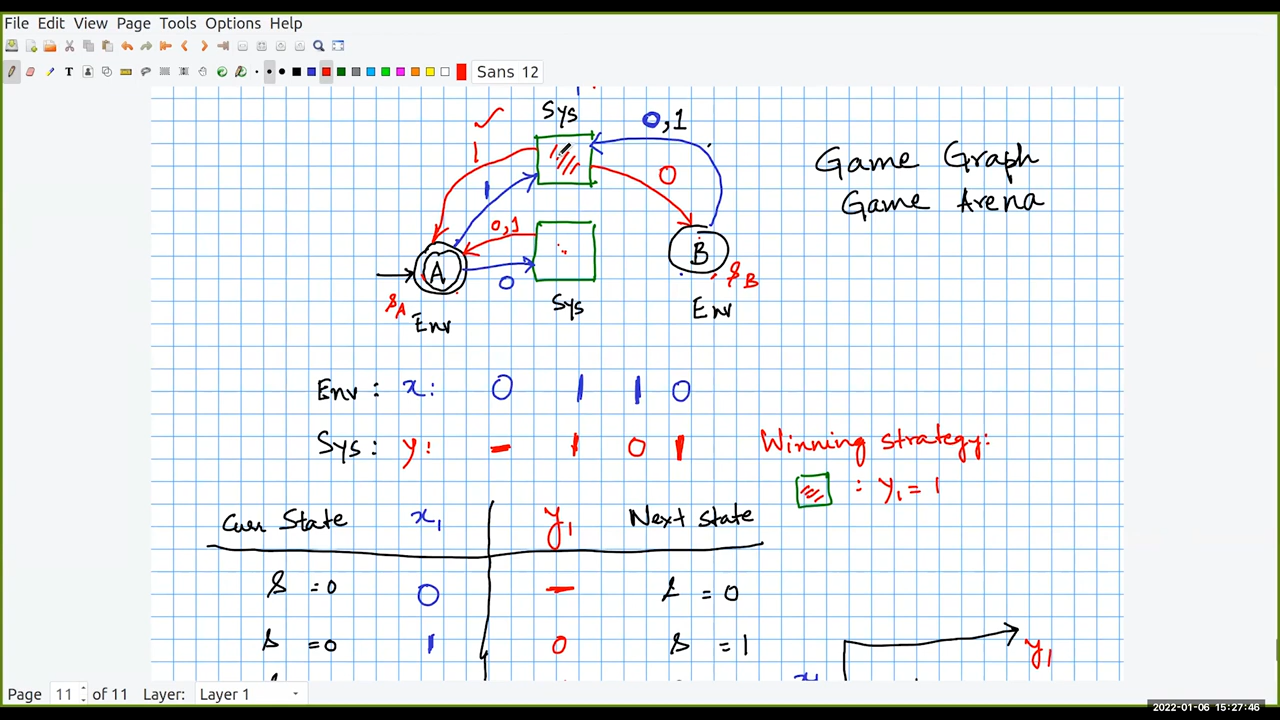 File Edit View Page Tools Options Help
T Sans 12
Sys
0,1
1
1
0
Game Graph
Game Arena
0,1
A
0
B
S_A
Env
Sys
S_B
Env
Env : x: 0 1 1 0
Sys: y: - 1 0 1
Winning strategy:
: y₁ = 1
Curr State x₁ y₁ Next State
S = 0 0 - S = 0
S = 0 1 0 S = 1
y₁
Page 11 of 11 Layer: Layer 1
2022-01-06 15:27:46